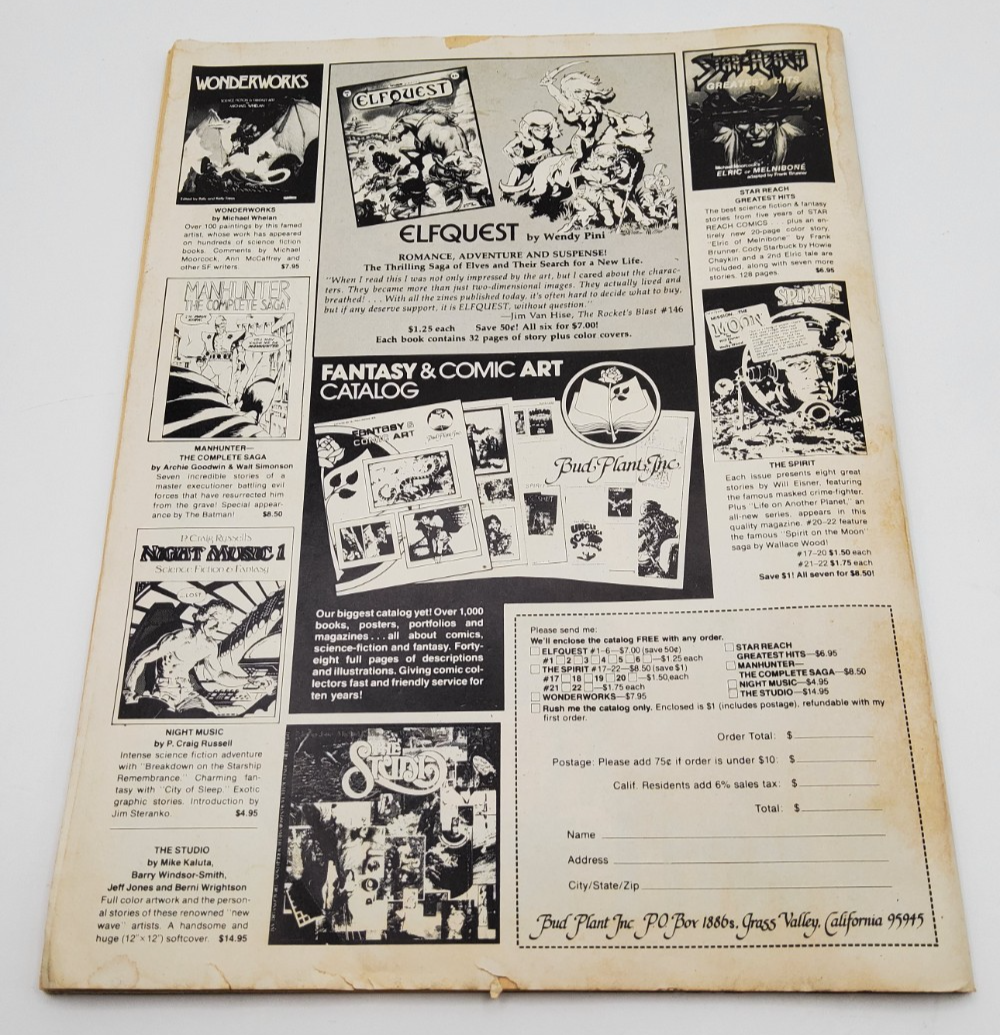 WONDERWORKS
SCIENCE FICTION & FANTASY ART
MICHAEL WHELAN
WONDERWORKS
by Michael Whelan
Over 100 paintings by this famed
artist, whose work has appeared
on hundreds of science fiction
books. Comments by Michael
Moorcock, Ann McCaffrey and
other SF writers. $7.95
MANHUNTER
THE COMPLETE SAGA!
MANHUNTER—
THE COMPLETE SAGA
by Archie Goodwin & Walt Simonson
Seven incredible stories of a
master executioner battling evil
forces that have resurrected him
from the grave! Special appear-
ance by The Batman! $8.50
P. Craig Russell's
NIGHT MUSIC 1
Science Fiction & Fantasy
...LOST
NIGHT MUSIC
by P. Craig Russell
Intense science fiction adventure
with "Breakdown on the Starship
Remembrance." Charming fan-
tasy with "City of Sleep." Exotic
graphic stories. Introduction by
Jim Steranko. $4.95
THE STUDIO
by Mike Kaluta,
Barry Windsor-Smith,
Jeff Jones and Berni Wrightson
Full color artwork and the person-
al stories of these renowned "new
wave" artists. A handsome and
huge (12"×12") softcover. $14.95
ELFQUEST
ELFQUEST by Wendy Pini
ROMANCE, ADVENTURE AND SUSPENSE!
The Thrilling Saga of Elves and Their Search for a New Life.
"When I read this I was not only impressed by the art, but I cared about the charac-
ters. They became more than just two-dimensional images. They actually lived and
breathed! . . . With all the zines published today, it's often hard to decide what to buy,
but if any deserve support, it is ELFQUEST, without question."
—Jim Van Hise, The Rocket's Blast #146
$1.25 each Save 50¢! All six for $7.00!
Each book contains 32 pages of story plus color covers.
FANTASY & COMIC ART
CATALOG
FANTASY &
COMIC ART
Bud Plant Inc
Bud Plant, Inc
UNCLE
SCROOGE
Our biggest catalog yet! Over 1,000
books, posters, portfolios and
magazines . . . all about comics,
science-fiction and fantasy. Forty-
eight full pages of descriptions
and illustrations. Giving comic col-
lectors fast and friendly service for
ten years!
THE
STUDIO
STAR*REACH
GREATEST HITS
ELRIC OF MELNIBONÉ
adapted by Frank Brunner
STAR REACH
GREATEST HITS
The best science fiction & fantasy
stories from five years of STAR
REACH COMICS . . . plus an en-
tirely new 20-page color story,
"Elric of Melnibone" by Frank
Brunner. Cody Starbuck by Howie
Chaykin and a 2nd Elric tale are
included, along with seven more
stories. 128 pages. $6.95
THE SPIRIT
MISSION... THE
MOON
THE SPIRIT
Each issue presents eight great
stories by Will Eisner, featuring
the famous masked crime-fighter.
Plus "Life on Another Planet," an
all-new series, appears in this
quality magazine. #20-22 feature
the famous "Spirit on the Moon"
saga by Wallace Wood!
#17-20 $1.50 each
#21-22 $1.75 each
Save $1! All seven for $8.50!
Please send me:
We'll enclose the catalog FREE with any order.
ELFQUEST #1-6—$7.00 (save 50¢)
#1 2 3 4 5 6 —$1.25 each
THE SPIRIT #17-22—$8.50 (save $1)
#17 18 19 20 —$1.50 each
#21 22 —$1.75 each
WONDERWORKS—$7.95
STAR REACH
GREATEST HITS—$6.95
MANHUNTER—
THE COMPLETE SAGA—$8.50
NIGHT MUSIC—$4.95
THE STUDIO—$14.95
Rush me the catalog only. Enclosed is $1 (includes postage), refundable with my
first order.
Order Total: $
Postage: Please add 75¢ if order is under $10: $
Calif. Residents add 6% sales tax: $
Total: $
Name
Address
City/State/Zip
Bud Plant Inc P.O. Box 1886s, Grass Valley, California 95945